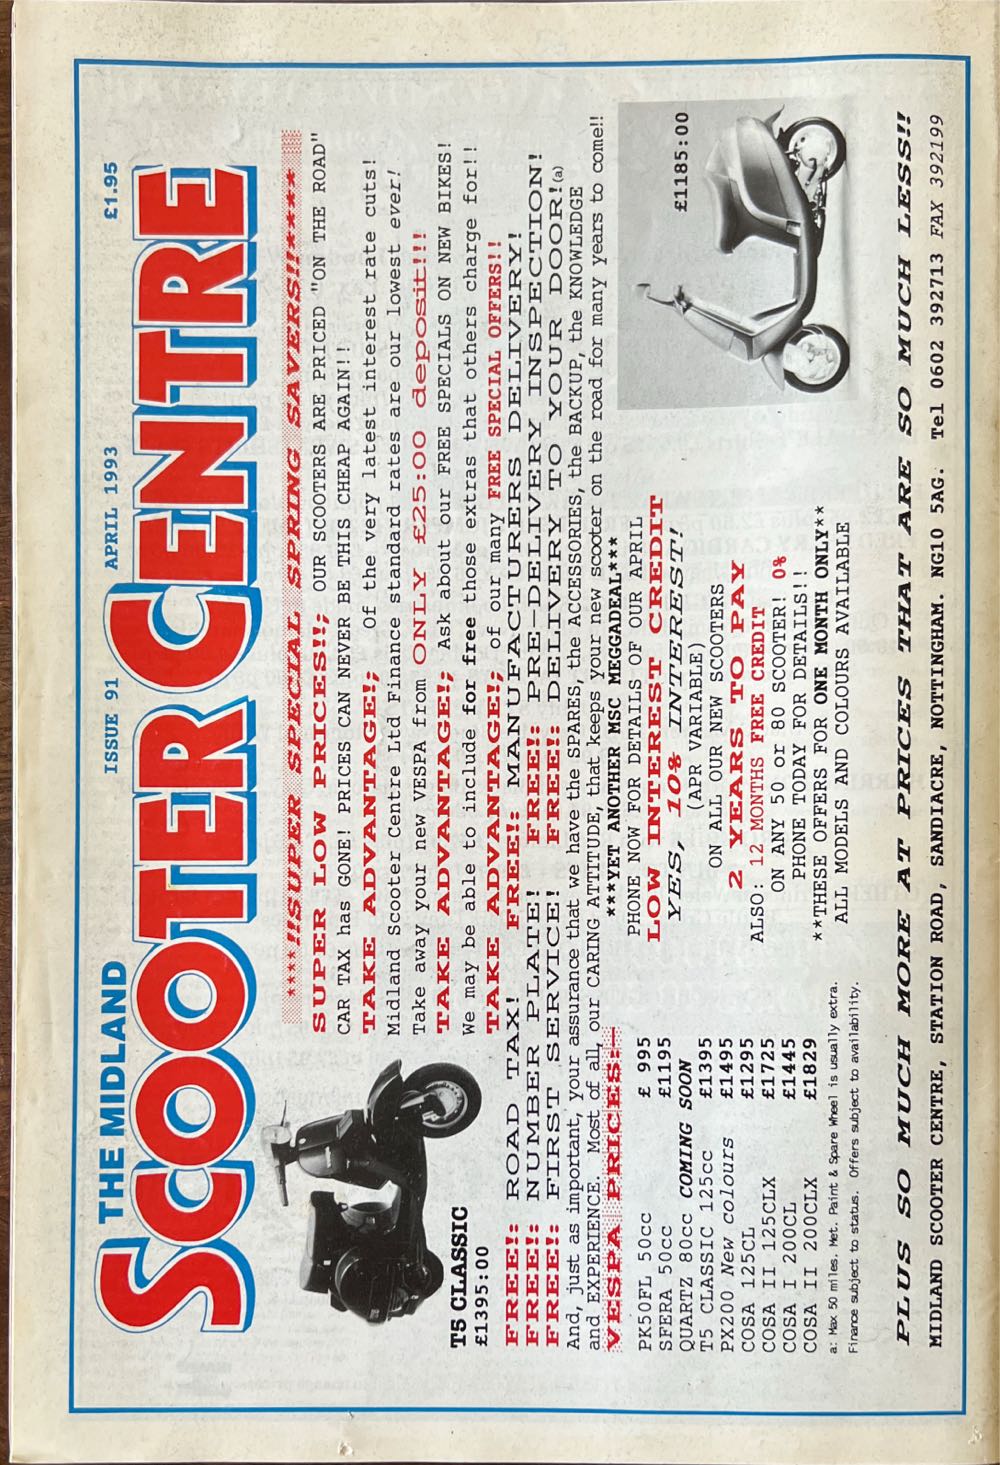 THE MIDLAND
ISSUE 91 APRIL 1993 £1.95
SCOOTER CENTRE
****!!SUPER SPECIAL SPRING SAVERS!!****
SUPER LOW PRICES!!; OUR SCOOTERS ARE PRICED "ON THE ROAD"
CAR TAX has GONE! PRICES CAN NEVER BE THIS CHEAP AGAIN!!
TAKE ADVANTAGE!; of the very latest interest rate cuts!
Midland Scooter Centre Ltd Finance standard rates are our lowest ever!
Take away your new VESPA from ONLY £25:00 deposit!!!
TAKE ADVANTAGE!; Ask about our FREE SPECIALS ON NEW BIKES!
We may be able to include for free those extras that others charge for!!
TAKE ADVANTAGE!; of our many FREE SPECIAL OFFERS!!
T5 CLASSIC
£1395:00
FREE!: ROAD TAX! FREE!: MANUFACTURERS DELIVERY!
FREE!: NUMBER PLATE! FREE!: PRE-DELIVERY INSPECTION!
FREE!: FIRST SERVICE! FREE!: DELIVERY TO YOUR DOOR!(a)
And, just as important, your assurance that we have the SPARES, the ACCESSORIES, the BACKUP, the KNOWLEDGE
and EXPERIENCE. Most of all, our CARING ATTITUDE, that keeps your new scooter on the road for many years to come!!
VESPA PRICES:—
PK50FL 50cc £ 995
SFERA 50cc £1195
QUARTZ 80cc COMING SOON
T5 CLASSIC 125cc £1395
PX200 New colours £1495
COSA 125CL £1295
COSA II 125CLX £1725
COSA I 200CL £1445
COSA II 200CLX £1829
a: Max 50 miles. Met. Paint & Spare Wheel is usually extra.
Finance subject to status. Offers subject to availability.
***YET ANOTHER MSC MEGGADEAL***
PHONE NOW FOR DETAILS OF OUR APRIL
LOW INTEREST CREDIT
YES, 10% INTEREST!
(APR VARIABLE)
ON ALL OUR NEW SCOOTERS
2 YEARS TO PAY
ALSO: 12 MONTHS FREE CREDIT
ON ANY 50 or 80 SCOOTER! 0%
PHONE TODAY FOR DETAILS!!
**THESE OFFERS FOR ONE MONTH ONLY**
ALL MODELS AND COLOURS AVAILABLE
£1185:00
PLUS SO MUCH MORE AT PRICES THAT ARE SO MUCH LESS!!
MIDLAND SCOOTER CENTRE, STATION ROAD, SANDIACRE, NOTTINGHAM. NG10 5AG. Tel 0602 392713 FAX 392199